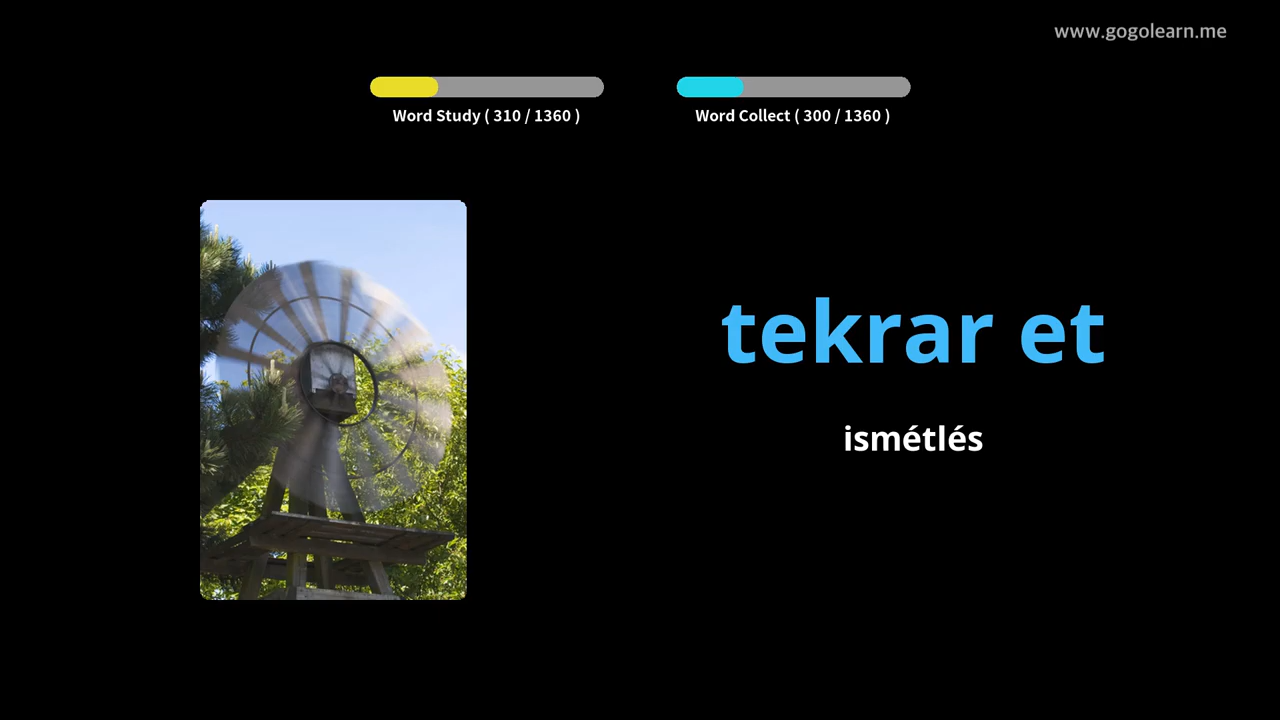 www.gogolearn.me
Word Study ( 310 / 1360 )
Word Collect ( 300 / 1360 )
tekrar et
ismétlés